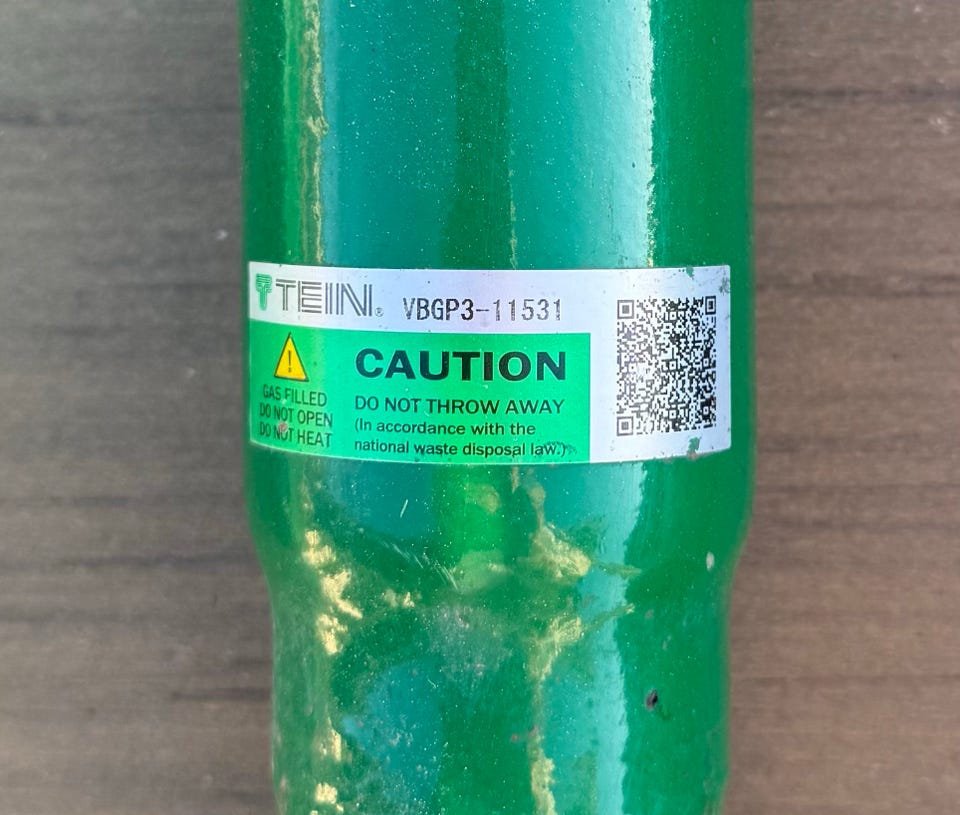 TEIN® VBGP3-11531
CAUTION
GAS FILLED
DO NOT OPEN
DO NOT HEAT
DO NOT THROW AWAY
(In accordance with the
national waste disposal law.)